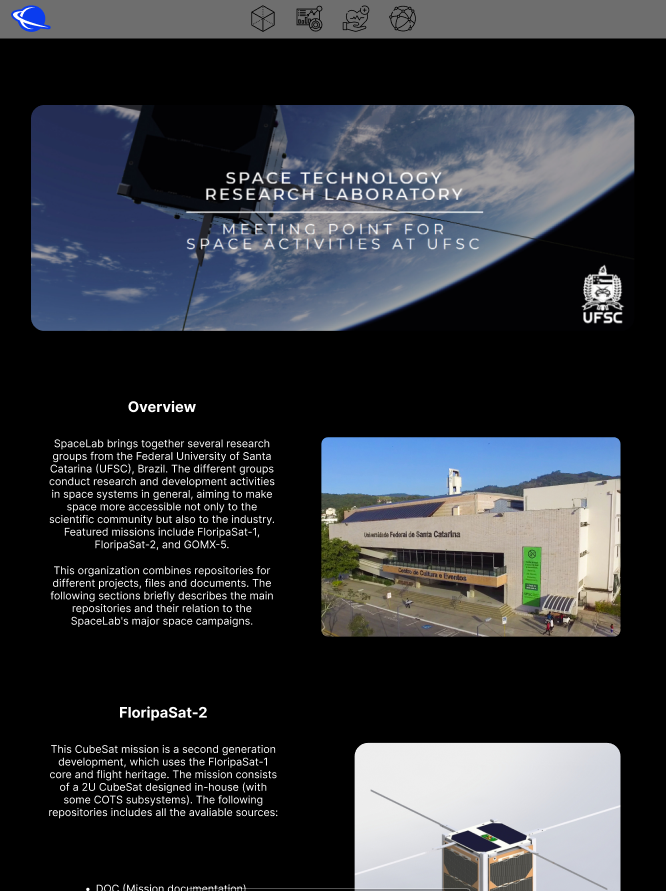 SPACE TECHNOLOGY
RESEARCH LABORATORY
MEETING POINT FOR
SPACE ACTIVITIES AT UFSC
UFSC
Overview
SpaceLab brings together several research
groups from the Federal University of Santa
Catarina (UFSC), Brazil. The different groups
conduct research and development activities
in space systems in general, aiming to make
space more accessible not only to the
scientific community but also to the industry.
Featured missions include FloripaSat-1,
FloripaSat-2, and GOMX-5.
This organization combines repositories for
different projects, files and documents. The
following sections briefly describes the main
repositories and their relation to the
SpaceLab's major space campaigns.
Universidade Federal de Santa Catarina
Centro de Cultura e Eventos
FloripaSat-2
This CubeSat mission is a second generation
development, which uses the FloripaSat-1
core and flight heritage. The mission consists
of a 2U CubeSat designed in-house (with
some COTS subsystems). The following
repositories includes all the avaliable sources:
• DOC (Mission documentation)